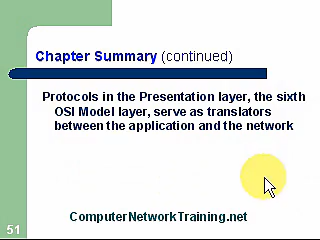 Chapter Summary (continued)
Protocols in the Presentation layer, the sixth
OSI Model layer, serve as translators
between the application and the network
51
ComputerNetworkTraining.net